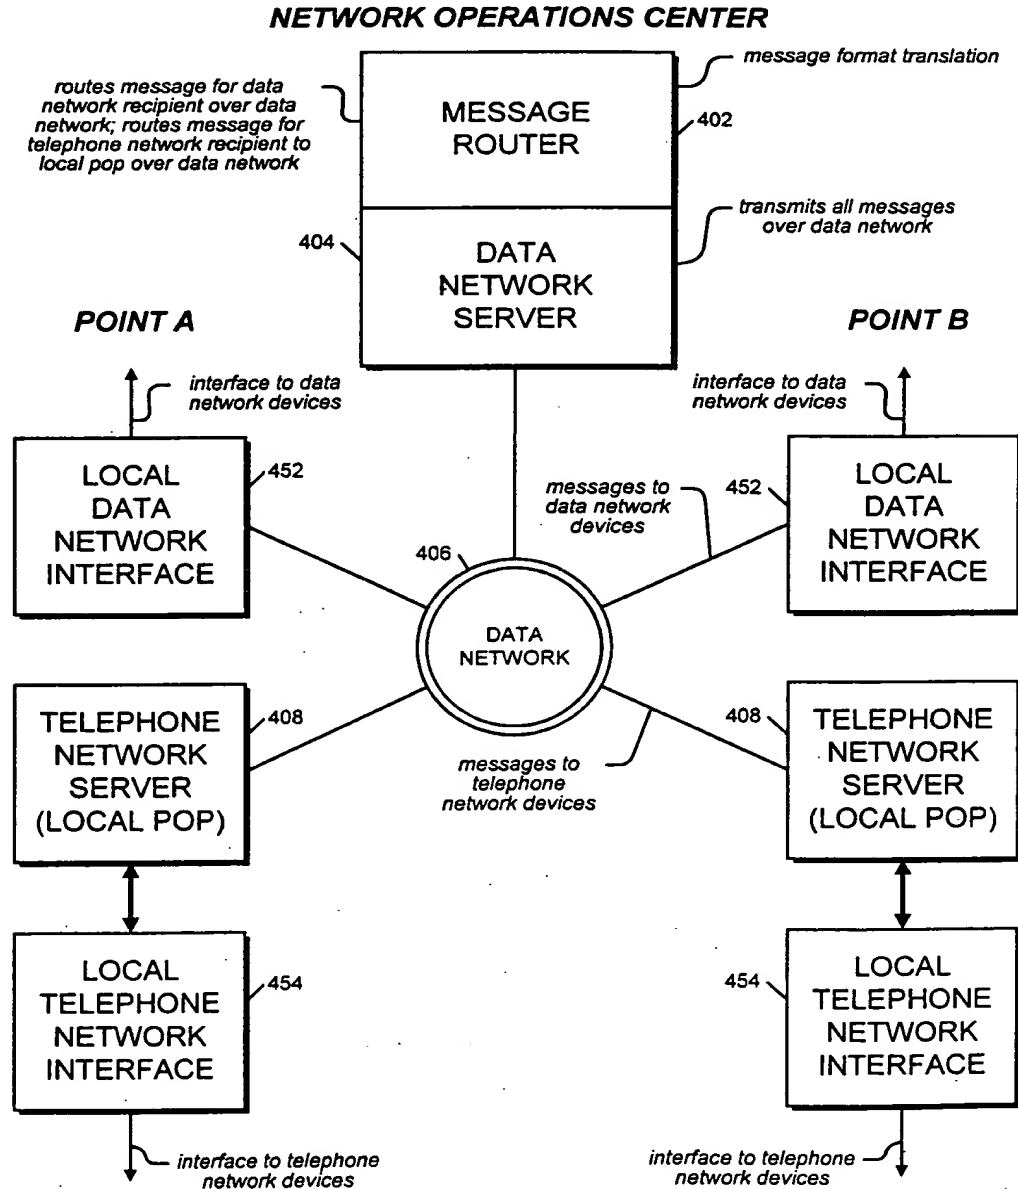 NETWORK OPERATIONS CENTER
routes message for data
network recipient over data
network; routes message for
telephone network recipient to
local pop over data network
MESSAGE
ROUTER
message format translation
402
404
DATA
NETWORK
SERVER
transmits all messages
over data network
POINT A
POINT B
interface to data
network devices
interface to data
network devices
LOCAL
DATA
NETWORK
INTERFACE
452
messages to
data network
devices
452
LOCAL
DATA
NETWORK
INTERFACE
406
DATA
NETWORK
TELEPHONE
NETWORK
SERVER
(LOCAL POP)
408
messages to
telephone
network devices
408
TELEPHONE
NETWORK
SERVER
(LOCAL POP)
LOCAL
TELEPHONE
NETWORK
INTERFACE
454
454
LOCAL
TELEPHONE
NETWORK
INTERFACE
interface to telephone
network devices
interface to telephone
network devices